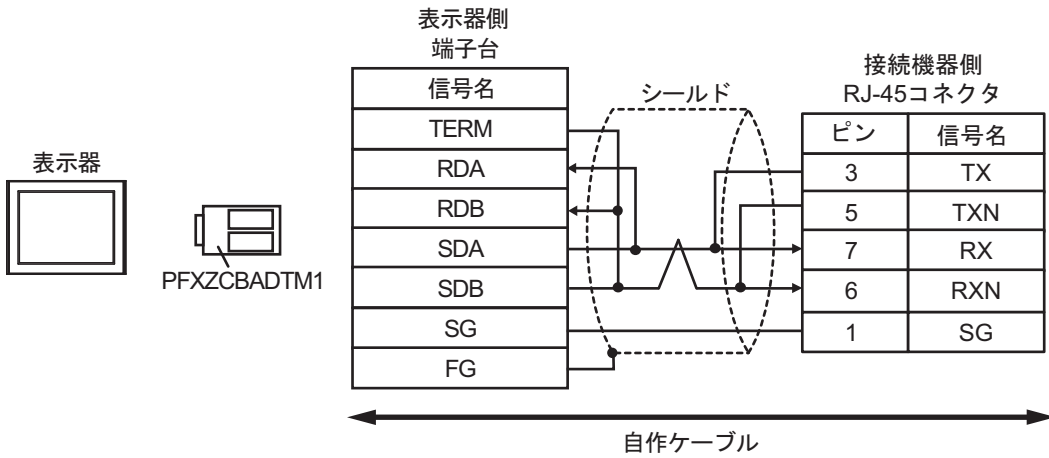 表示器
PFXZCBADTM1
表示器側
端子台
信号名
TERM
RDA
RDB
SDA
SDB
SG
FG
シールド
接続機器側
RJ-45コネクタ
ピン 信号名
3 TX
5 TXN
7 RX
6 RXN
1 SG
自作ケーブル